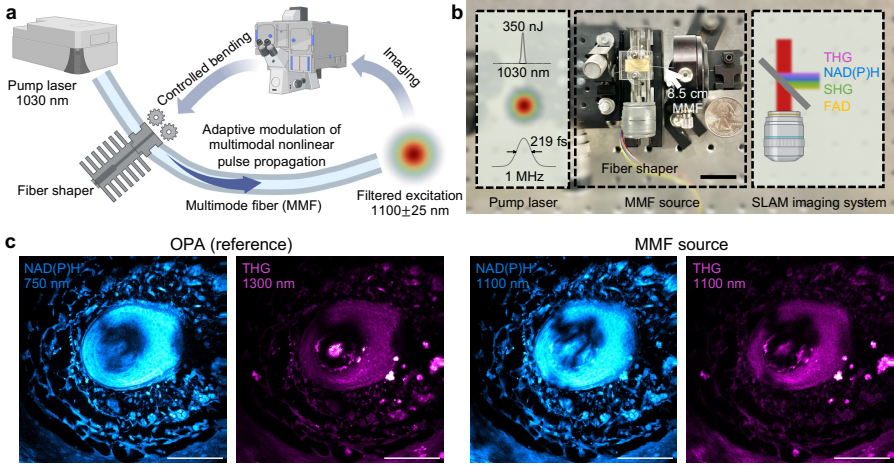 a
Pump laser
1030 nm
Controlled bending
Imaging
Fiber shaper
Adaptive modulation of
multimodal nonlinear
pulse propagation
Multimode fiber (MMF)
Filtered excitation
1100±25 nm
b
350 nJ
1030 nm
219 fs
1 MHz
Pump laser
8.5 cm
MMF
Fiber shaper
MMF source
THG
NAD(P)H
SHG
FAD
SLAM imaging system
c
OPA (reference)
MMF source
NAD(P)H
750 nm
THG
1300 nm
NAD(P)H
1100 nm
THG
1100 nm